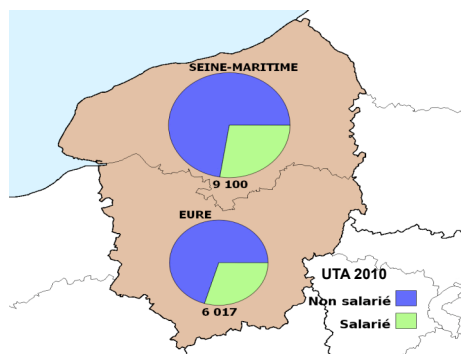 SEINE-MARITIME
9 100
EURE
6 017
UTA 2010
Non salarié
Salarié